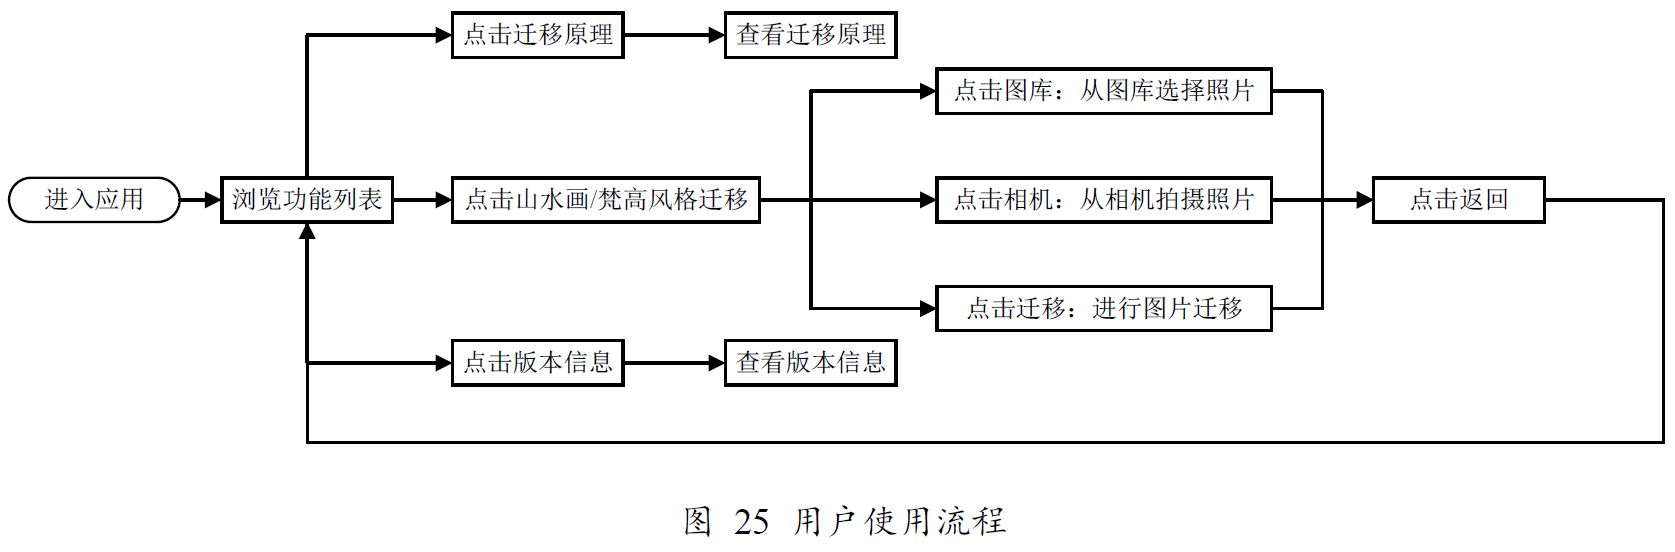 点击迁移原理
查看迁移原理
点击图库：从图库选择照片
进入应用
浏览功能列表
点击山水画/梵高风格迁移
点击相机：从相机拍摄照片
点击返回
点击迁移：进行图片迁移
点击版本信息
查看版本信息
图 25 用户使用流程